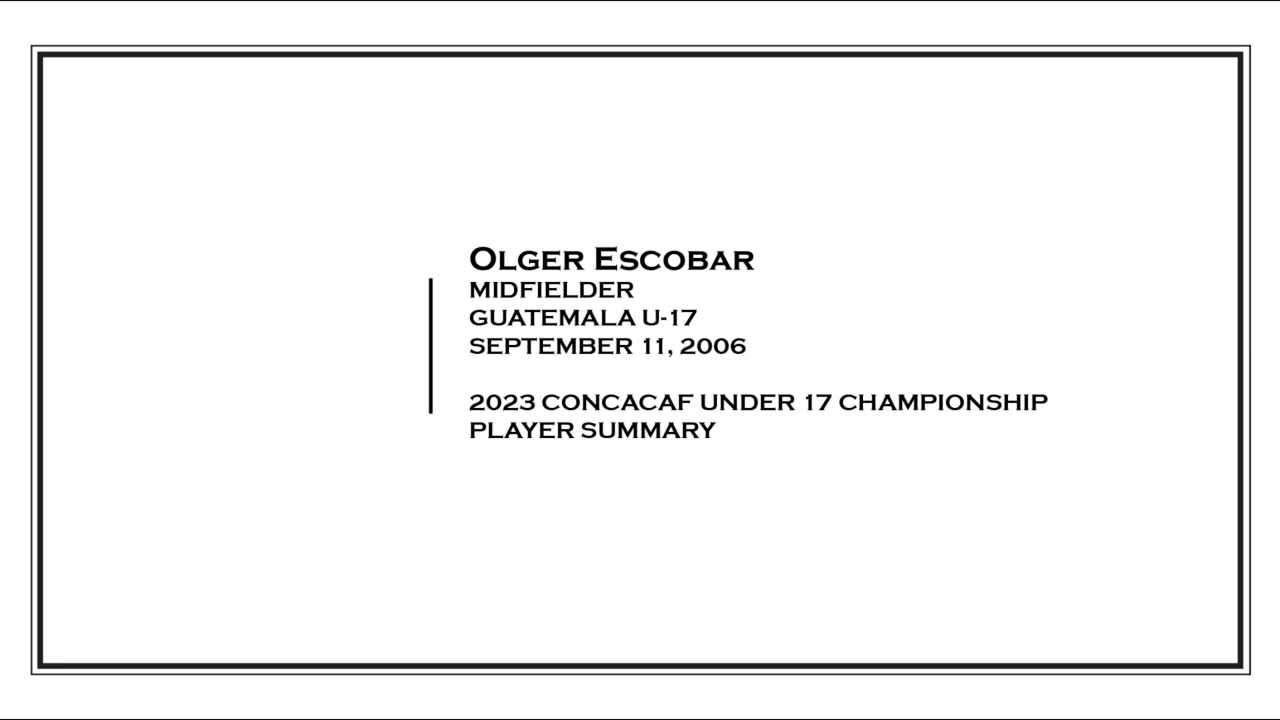 Olger Escobar
MIDFIELDER
GUATEMALA U-17
SEPTEMBER 11, 2006
2023 CONCACAF UNDER 17 CHAMPIONSHIP
PLAYER SUMMARY